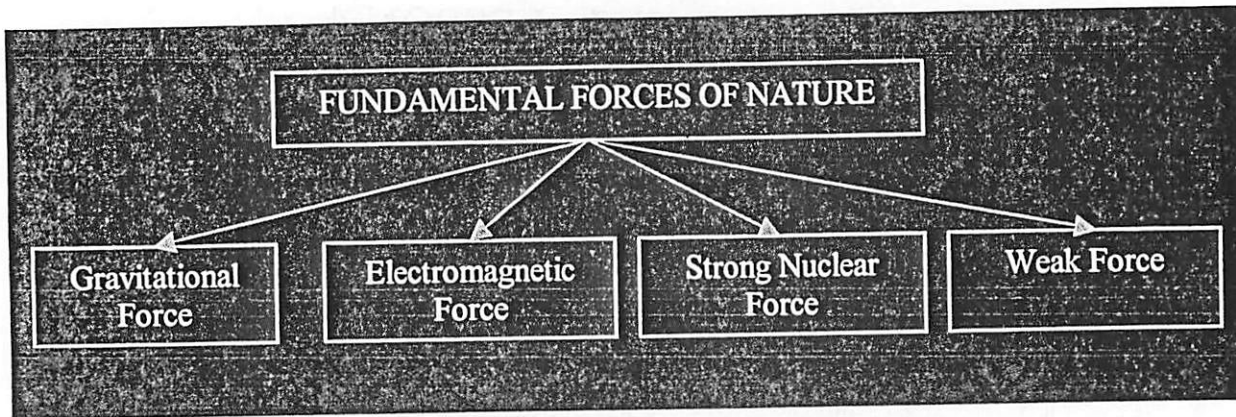 FUNDAMENTAL FORCES OF NATURE
Gravitational
Force
Electromagnetic
Force
Strong Nuclear
Force
Weak Force